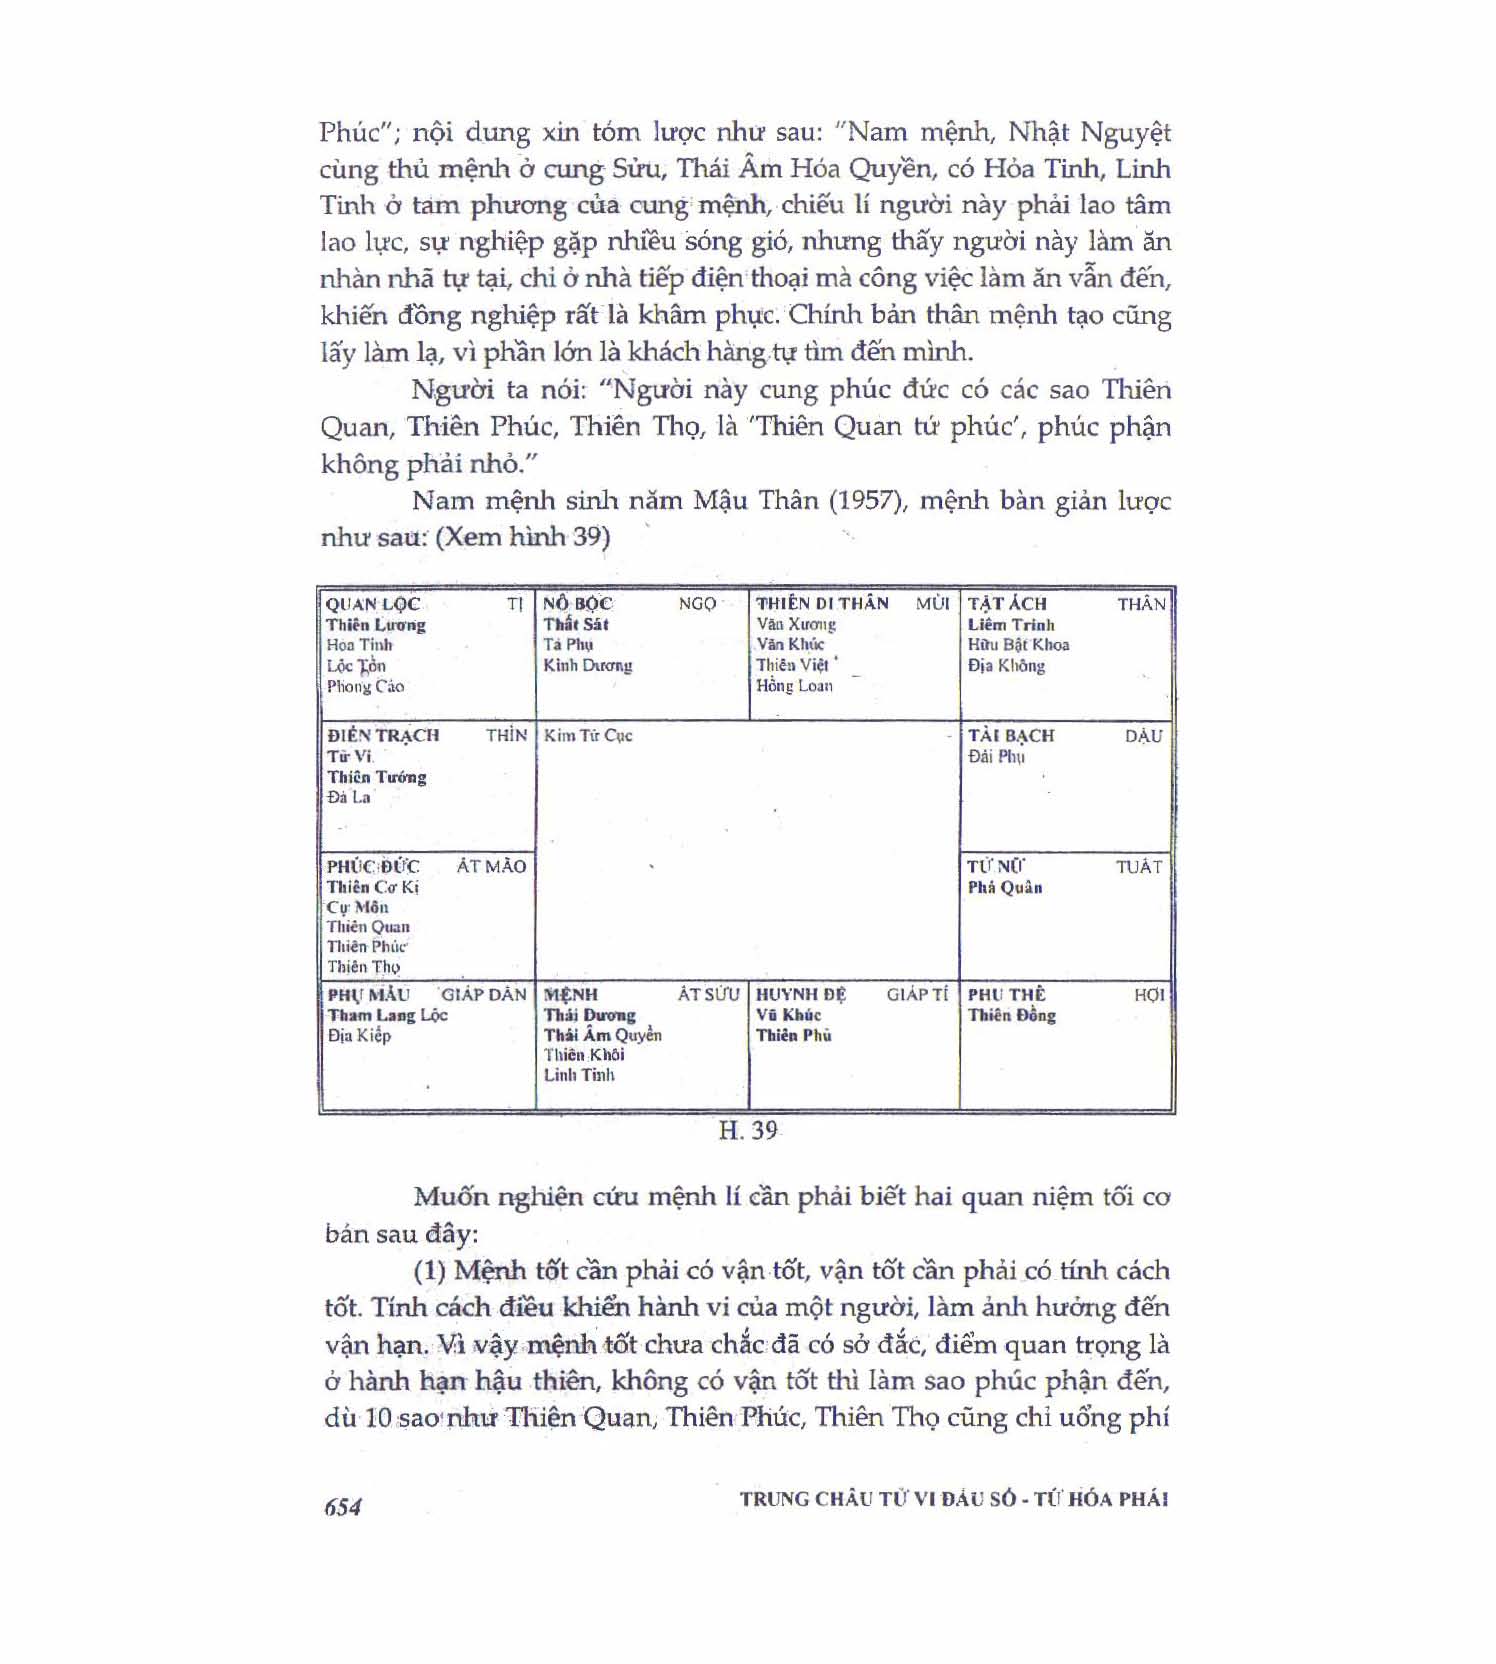 Phúc”; nội dung xin tóm lược như sau: “Nam mệnh, Nhật Nguyệt
cùng thủ mệnh ở cung Sửu, Thái Âm Hóa Quyền, có Hỏa Tinh, Linh
Tinh ở tam phương của cung mệnh, chiếu lí người này phải lao tâm
lao lực, sự nghiệp gặp nhiều sóng gió, nhưng thấy người này làm ăn
nhàn nhã tự tại, chỉ ở nhà tiếp điện thoại mà công việc làm ăn vẫn đến,
khiến đồng nghiệp rất là khâm phục. Chính bản thân mệnh tạo cũng
lấy làm lạ, vì phần lớn là khách hàng tự tìm đến mình.
Người ta nói: “Người này cung phúc đức có các sao Thiên
Quan, Thiên Phúc, Thiên Thọ, là ‘Thiên Quan tứ phúc’, phúc phận
không phải nhỏ.”
Nam mệnh sinh năm Mậu Thân (1957), mệnh bàn giản lược
như sau: (Xem hình 39)
QUAN LỘC TỊ
Thiên Lương
Hỏa Tinh
Lộc Tồn
Phong Cáo
NÔ BỘC NGỌ
Thất Sát
Tả Phụ
Kình Dương
THIÊN DI THÂN MÙI
Văn Xương
Văn Khúc
Thiên Việt
Hồng Loan
TẬT ÁCH THÂN
Liêm Trinh
Hữu Bật Khoa
Địa Không
ĐIỀN TRẠCH THÌN
Tử Vi
Thiên Tướng
Đà La
Kim Tứ Cục
TÀI BẠCH DẬU
Đài Phụ
PHÚC ĐỨC ẤT MÃO
Thiên Cơ Kị
Cự Môn
Thiên Quan
Thiên Phúc
Thiên Thọ
TỬ NỮ TUẤT
Phá Quân
PHỤ MẪU GIÁP DẦN
Tham Lang Lộc
Địa Kiếp
MỆNH ẤT SỬU
Thái Dương
Thái Âm Quyền
Thiên Khôi
Linh Tinh
HUYNH ĐỆ GIÁP TÍ
Vũ Khúc
Thiên Phủ
PHU THÊ HỢI
Thiên Đồng
H. 39
Muốn nghiên cứu mệnh lí cần phải biết hai quan niệm tối cơ
bản sau đây:
(1) Mệnh tốt cần phải có vận tốt, vận tốt cần phải có tính cách
tốt. Tính cách điều khiển hành vi của một người, làm ảnh hưởng đến
vận hạn. Vì vậy mệnh tốt chưa chắc đã có sở đắc, điểm quan trọng là
ở hành hạn hậu thiên, không có vận tốt thì làm sao phúc phận đến,
dù 10 sao như Thiên Quan, Thiên Phúc, Thiên Thọ cũng chỉ uổng phí
654
TRUNG CHÂU TỬ VI ĐẨU SỐ - TỨ HÓA PHÁI